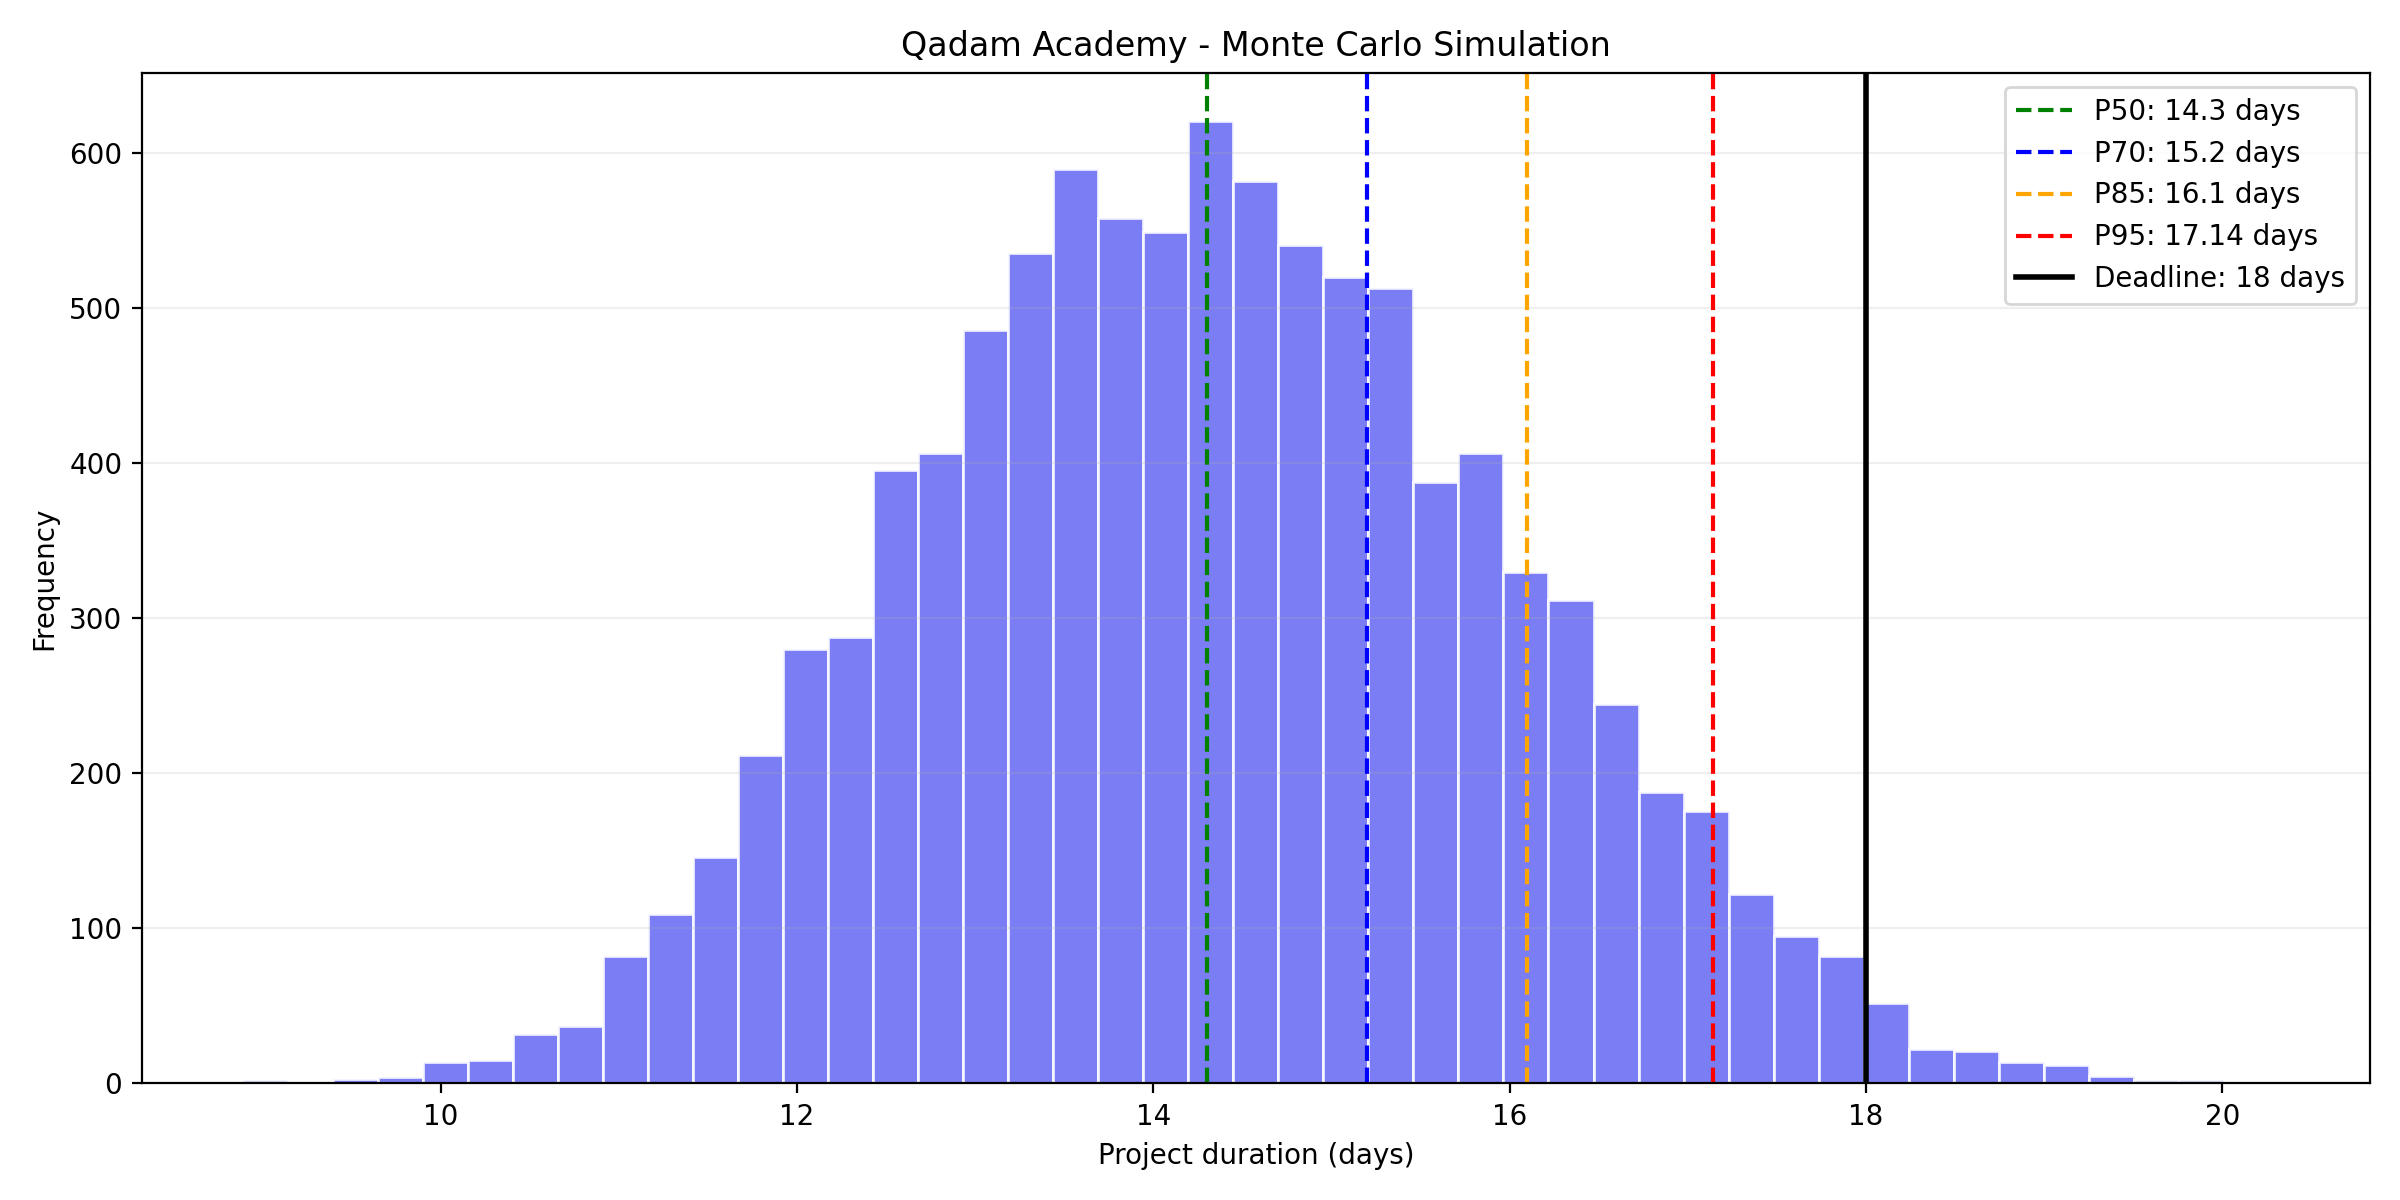 Qadam Academy - Monte Carlo Simulation
P50: 14.3 days
P70: 15.2 days
P85: 16.1 days
P95: 17.14 days
Deadline: 18 days
Frequency
600
500
400
300
200
100
0
10 12 14 16 18 20
Project duration (days)